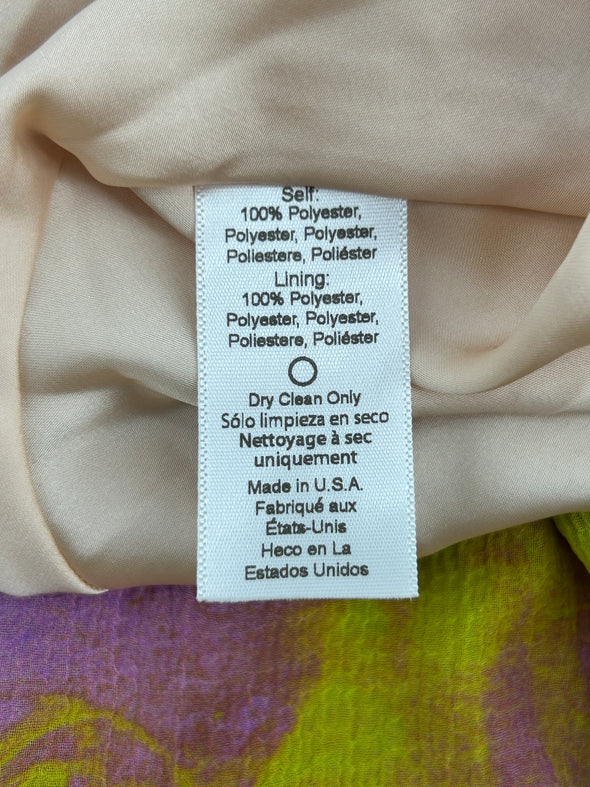 Self:
100% Polyester,
Polyester, Polyester,
Poliestere, Poliéster
Lining:
100% Polyester,
Polyester, Polyester,
Poliestere, Poliéster
Dry Clean Only
Sólo limpieza en seco
Nettoyage à sec
uniquement
Made in U.S.A.
Fabriqué aux
États-Unis
Heco en La
Estados Unidos